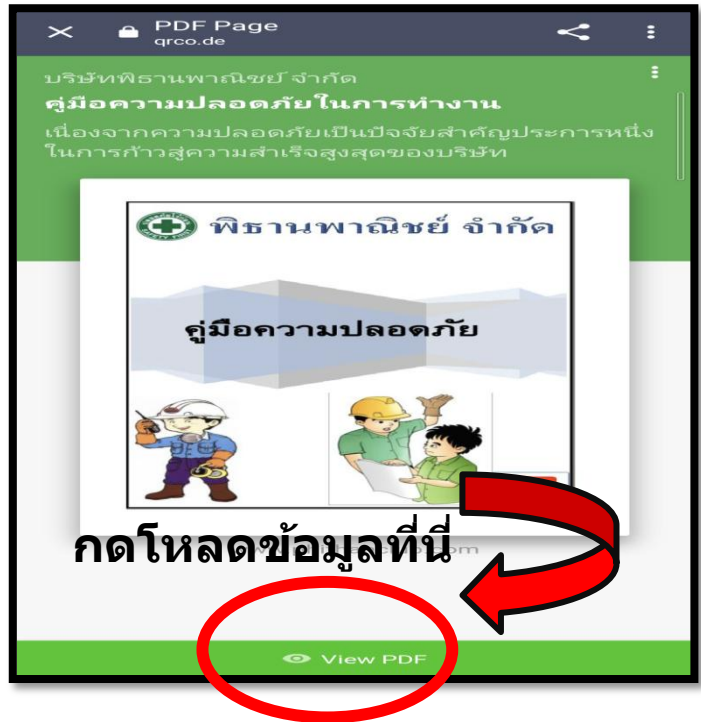 PDF Page
qrco.de
บริษัทพิธานพาณิชย์ จำกัด
คู่มือความปลอดภัยในการทำงาน
เนื่องจากความปลอดภัยเป็นปัจจัยสำคัญประการหนึ่ง
ในการก้าวสู่ความสำเร็จสูงสุดของบริษัท
พิธานพาณิชย์ จำกัด
คู่มือความปลอดภัย
กดโหลดข้อมูลที่นี่
View PDF